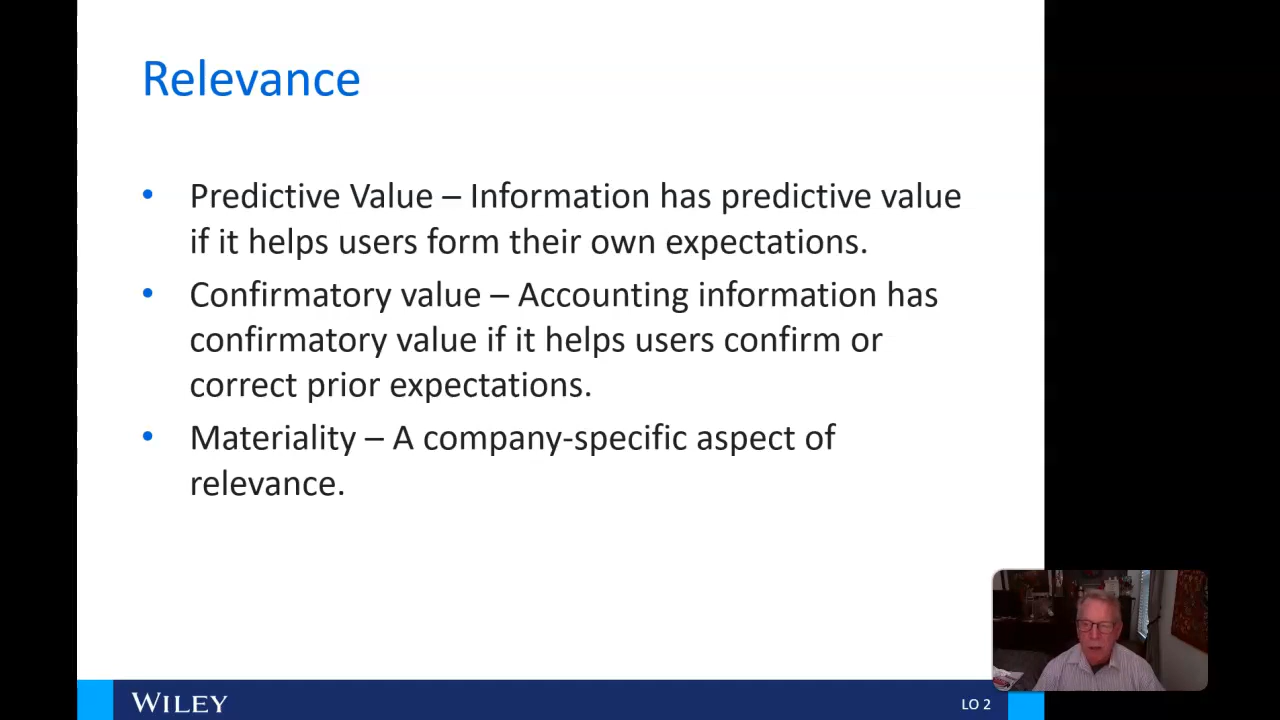 Relevance
• Predictive Value – Information has predictive value
if it helps users form their own expectations.
• Confirmatory value – Accounting information has
confirmatory value if it helps users confirm or
correct prior expectations.
• Materiality – A company-specific aspect of
relevance.
WILEY
LO 2